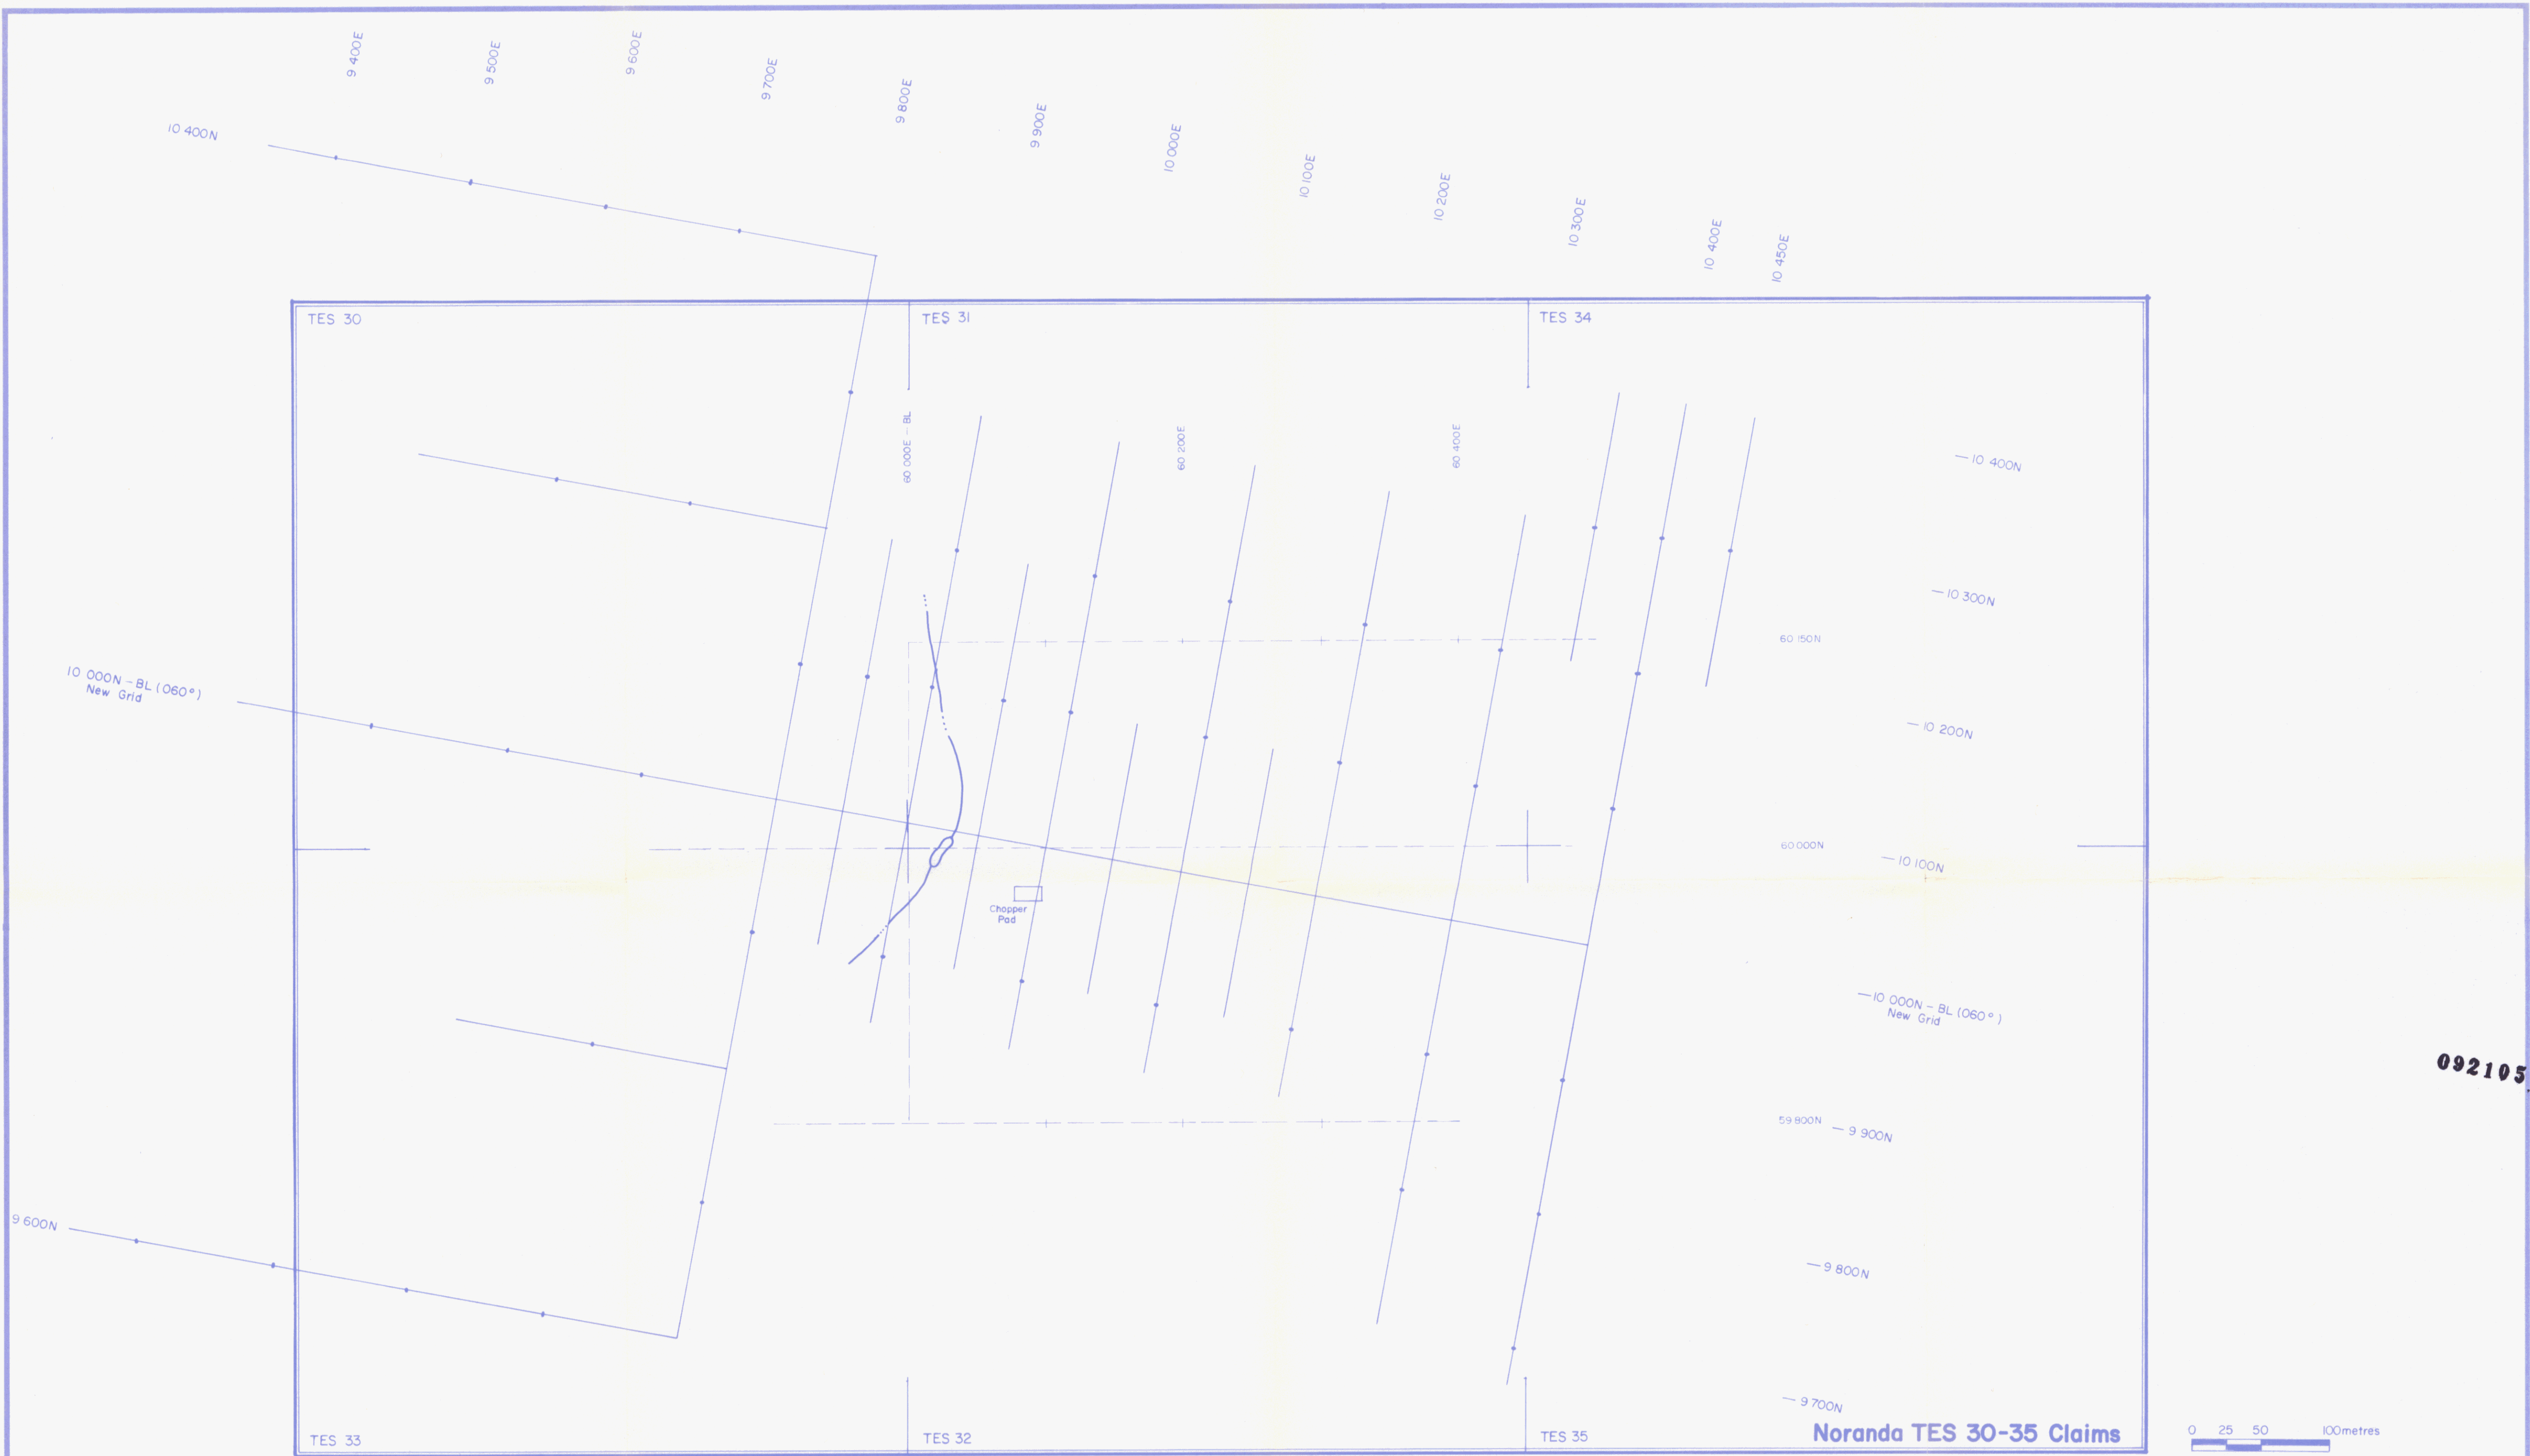 9 400E
9 500E
9 600E
9 700E
9 800E
9 900E
10 000E
10 100E
10 200E
10 300E
10 400E
10 450E
10 400N
TES 30
TES 31
TES 34
60 000E - BL
60 200E
60 400E
— 10 400N
— 10 300N
60 150N
10 000N - BL (060°)
New Grid
— 10 200N
60 000N
— 10 100N
Chopper
Pad
— 10 000N - BL (060°)
New Grid
092105
59 800N
— 9 900N
9 600N
— 9 800N
— 9 700N
Noranda TES 30-35 Claims
TES 33
TES 32
TES 35
0 25 50 100metres